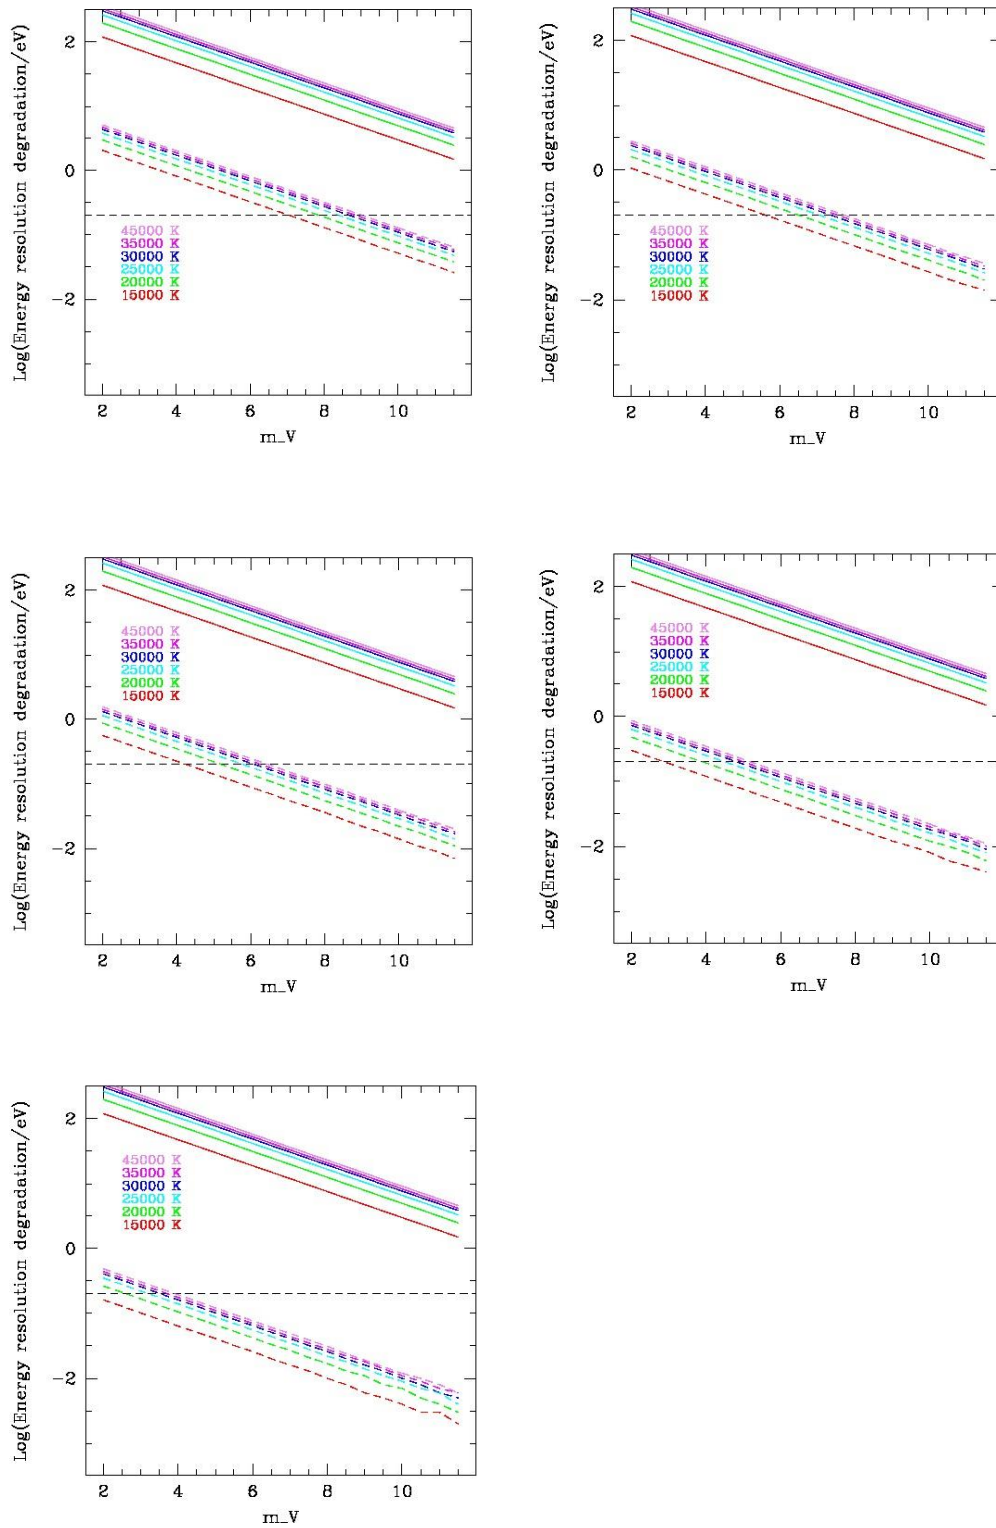 Log(Energy resolution degradation/eV)
2
0
−2
45000 K
35000 K
30000 K
25000 K
20000 K
15000 K
2 4 6 8 10
m_V
Log(Energy resolution degradation/eV)
2
0
−2
45000 K
35000 K
30000 K
25000 K
20000 K
15000 K
2 4 6 8 10
m_V
Log(Energy resolution degradation/eV)
2
0
−2
45000 K
35000 K
30000 K
25000 K
20000 K
15000 K
2 4 6 8 10
m_V
Log(Energy resolution degradation/eV)
2
0
−2
45000 K
35000 K
30000 K
25000 K
20000 K
15000 K
2 4 6 8 10
m_V
Log(Energy resolution degradation/eV)
2
0
−2
45000 K
35000 K
30000 K
25000 K
20000 K
15000 K
2 4 6 8 10
m_V